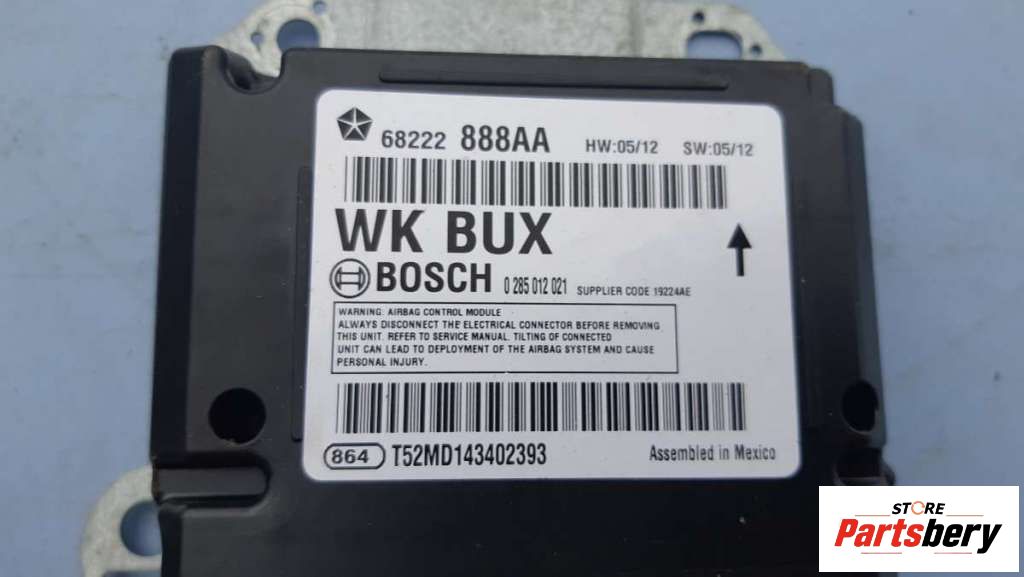 68222 888AA HW:05/12 SW:05/12
WK BUX
BOSCH 0 285 012 021 SUPPLIER CODE 19224AE
WARNING: AIRBAG CONTROL MODULE
ALWAYS DISCONNECT THE ELECTRICAL CONNECTOR BEFORE REMOVING
THIS UNIT. REFER TO SERVICE MANUAL. TILTING OF CONNECTED
UNIT CAN LEAD TO DEPLOYMENT OF THE AIRBAG SYSTEM AND CAUSE
PERSONAL INJURY.
864 T52MD143402393 Assembled in Mexico
STORE
Partsbery